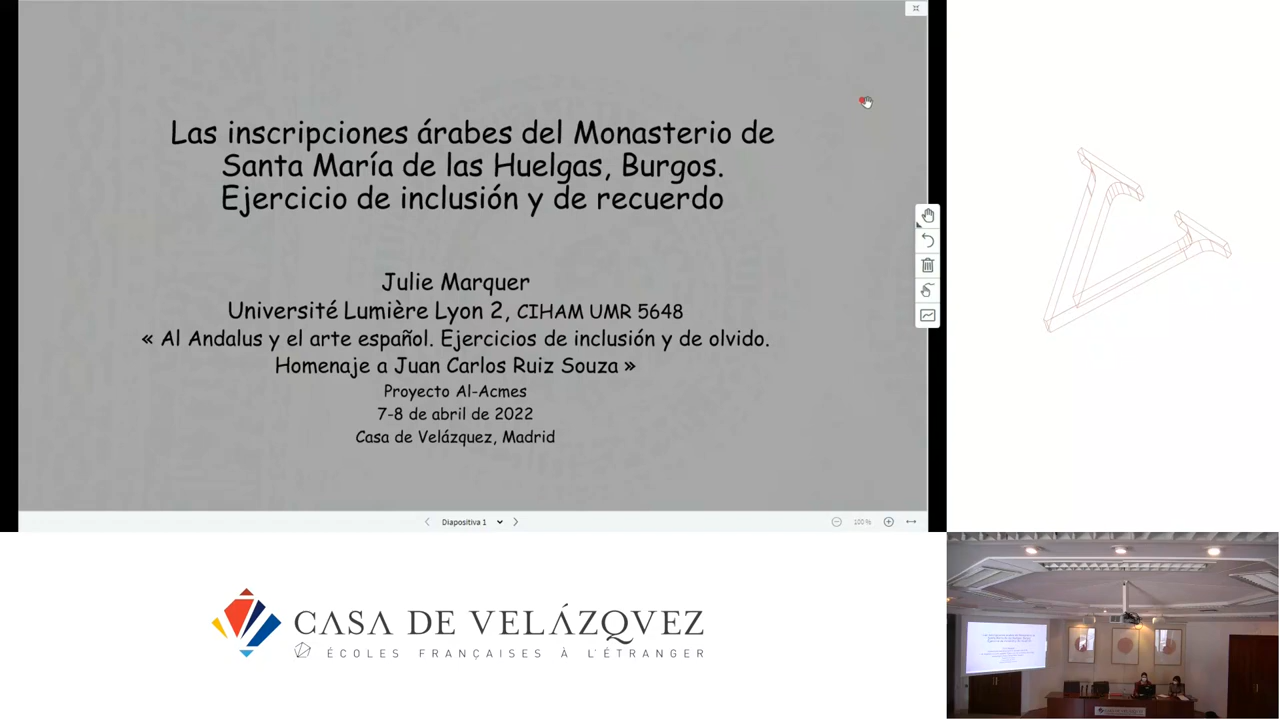 Las inscripciones árabes del Monasterio de
Santa María de las Huelgas, Burgos.
Ejercicio de inclusión y de recuerdo
Julie Marquer
Université Lumière Lyon 2, CIHAM UMR 5648
« Al Andalus y el arte español. Ejercicios de inclusión y de olvido.
Homenaje a Juan Carlos Ruiz Souza »
Proyecto Al-Acmes
7-8 de abril de 2022
Casa de Velázquez, Madrid
Diapositiva 1
100 %
CASA DE VELÁZQVEZ
ÉCOLES FRANÇAISES À L'ÉTRANGER
CASA DE VELÁZQVEZ